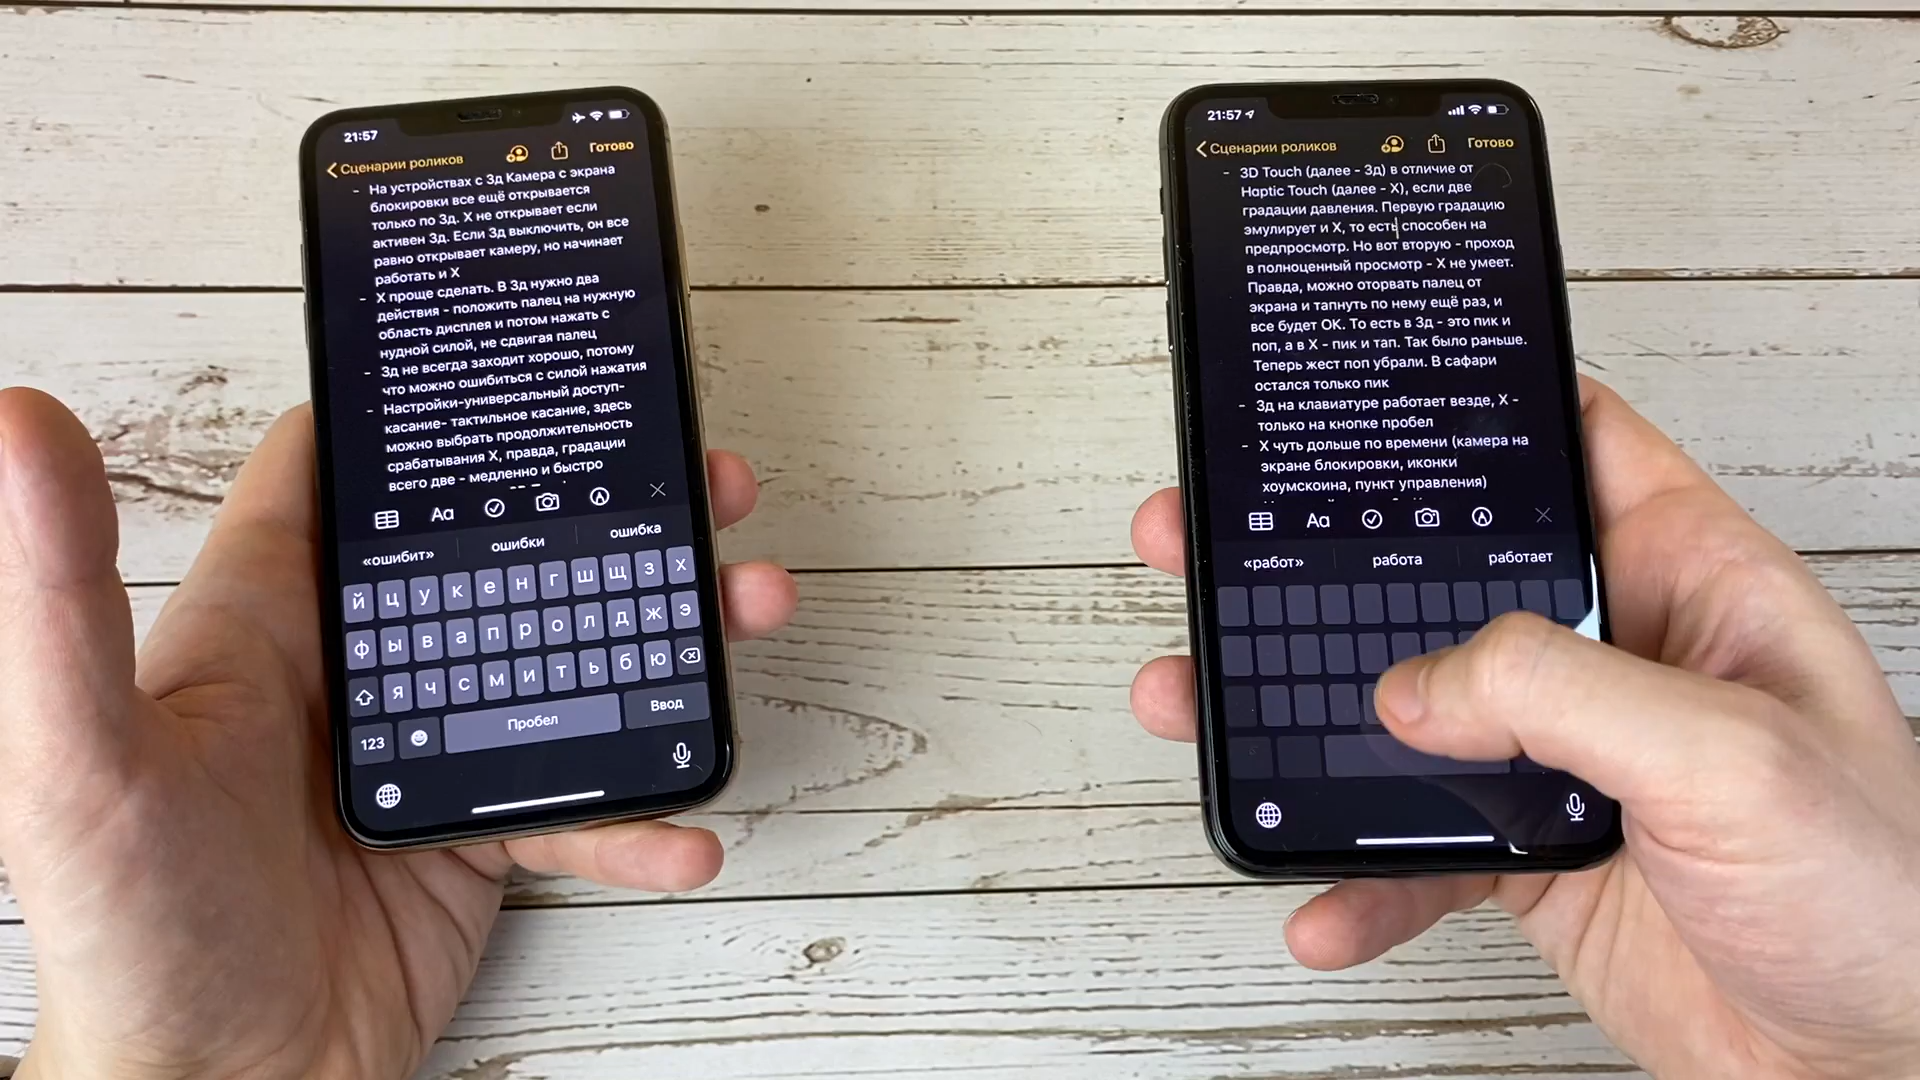 21:57
Сценарии роликов
Готово
- На устройствах с 3д Камера с экрана
блокировки все ещё открывается
только по 3д. Х не открывает если
активен 3д. Если 3д выключить, он все
равно открывает камеру, но начинает
работать и Х
- Х проще сделать. В 3д нужно два
действия - положить палец на нужную
область дисплея и потом нажать с
нудной силой, не сдвигая палец
- 3д не всегда заходит хорошо, потому
что можно ошибиться с силой нажатия
- Настройки-универсальный доступ-
касание- тактильное касание, здесь
можно выбрать продолжительность
срабатывания Х, правда, градации
всего две - медленно и быстро
Aa
«ошибит»
ошибки
ошибка
й ц у к е н г ш щ з х
ф ы в а п р о л д ж э
я ч с м и т ь б ю
123
Пробел
Ввод
21:57
Сценарии роликов
Готово
- 3D Touch (далее - 3д) в отличие от
Haptic Touch (далее - Х), если две
градации давления. Первую градацию
эмулирует и Х, то есть способен на
предпросмотр. Но вот вторую - проход
в полноценный просмотр - Х не умеет.
Правда, можно оторвать палец от
экрана и тапнуть по нему ещё раз, и
все будет ОК. То есть в 3д - это пик и
поп, а в Х - пик и тап. Так было раньше.
Теперь жест поп убрали. В сафари
остался только пик
- 3д на клавиатуре работает везде, Х -
только на кнопке пробел
- Х чуть дольше по времени (камера на
экране блокировки, иконки
хоумскоина, пункт управления)
Aa
«работ»
работа
работает